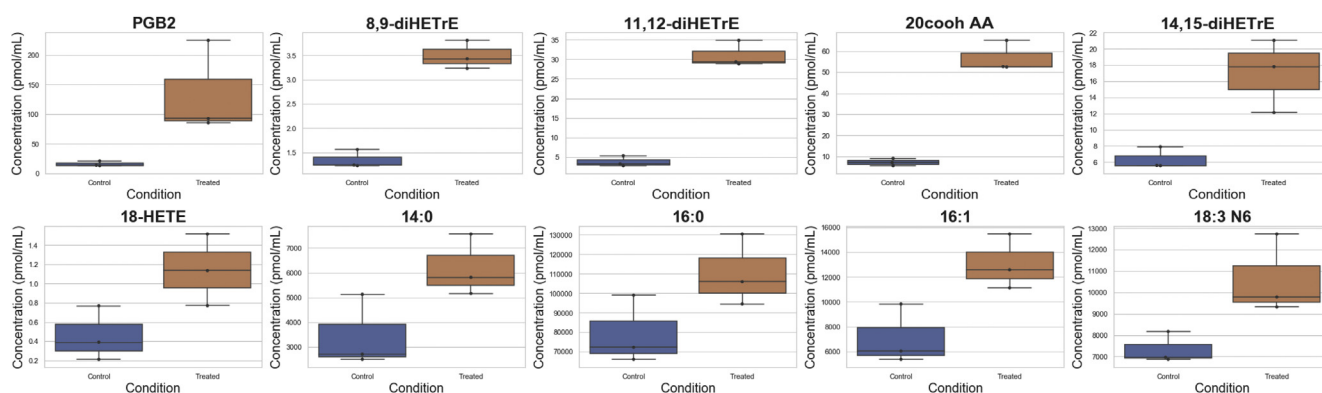 PGB2
Concentration (pmol/mL)
200
150
100
50
0
Control
Treated
Condition
8,9-diHETrE
Concentration (pmol/mL)
3.5
3.0
2.5
2.0
1.5
Control
Treated
Condition
11,12-diHETrE
Concentration (pmol/mL)
35
30
25
20
15
10
5
Control
Treated
Condition
20cooh AA
Concentration (pmol/mL)
60
50
40
30
20
10
Control
Treated
Condition
14,15-diHETrE
Concentration (pmol/mL)
22
20
18
16
14
12
10
8
6
Control
Treated
Condition
18-HETE
Concentration (pmol/mL)
1.4
1.2
1.0
0.8
0.6
0.4
0.2
Control
Treated
Condition
14:0
Concentration (pmol/mL)
7000
6000
5000
4000
3000
Control
Treated
Condition
16:0
Concentration (pmol/mL)
130000
120000
110000
100000
90000
80000
70000
Control
Treated
Condition
16:1
Concentration (pmol/mL)
16000
14000
12000
10000
8000
6000
Control
Treated
Condition
18:3 N6
Concentration (pmol/mL)
13000
12000
11000
10000
9000
8000
7000
Control
Treated
Condition